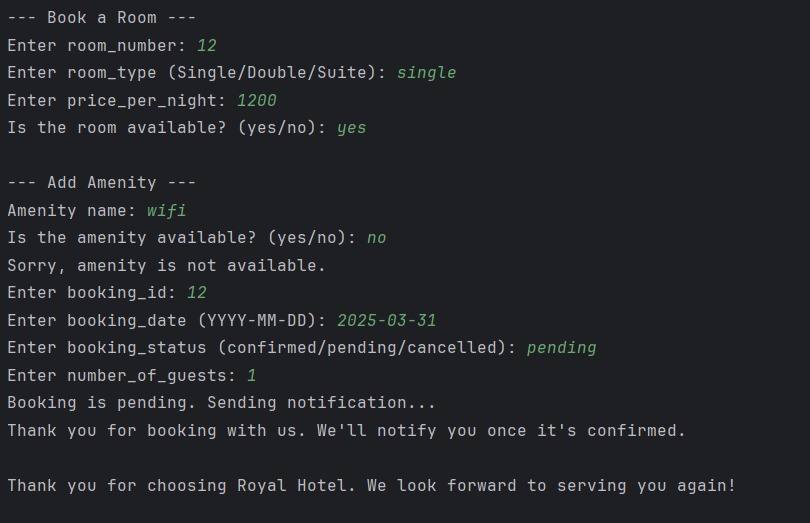 --- Book a Room ---
Enter room_number: 12
Enter room_type (Single/Double/Suite): single
Enter price_per_night: 1200
Is the room available? (yes/no): yes
--- Add Amenity ---
Amenity name: wifi
Is the amenity available? (yes/no): no
Sorry, amenity is not available.
Enter booking_id: 12
Enter booking_date (YYYY-MM-DD): 2025-03-31
Enter booking_status (confirmed/pending/cancelled): pending
Enter number_of_guests: 1
Booking is pending. Sending notification...
Thank you for booking with us. We'll notify you once it's confirmed.
Thank you for choosing Royal Hotel. We look forward to serving you again!